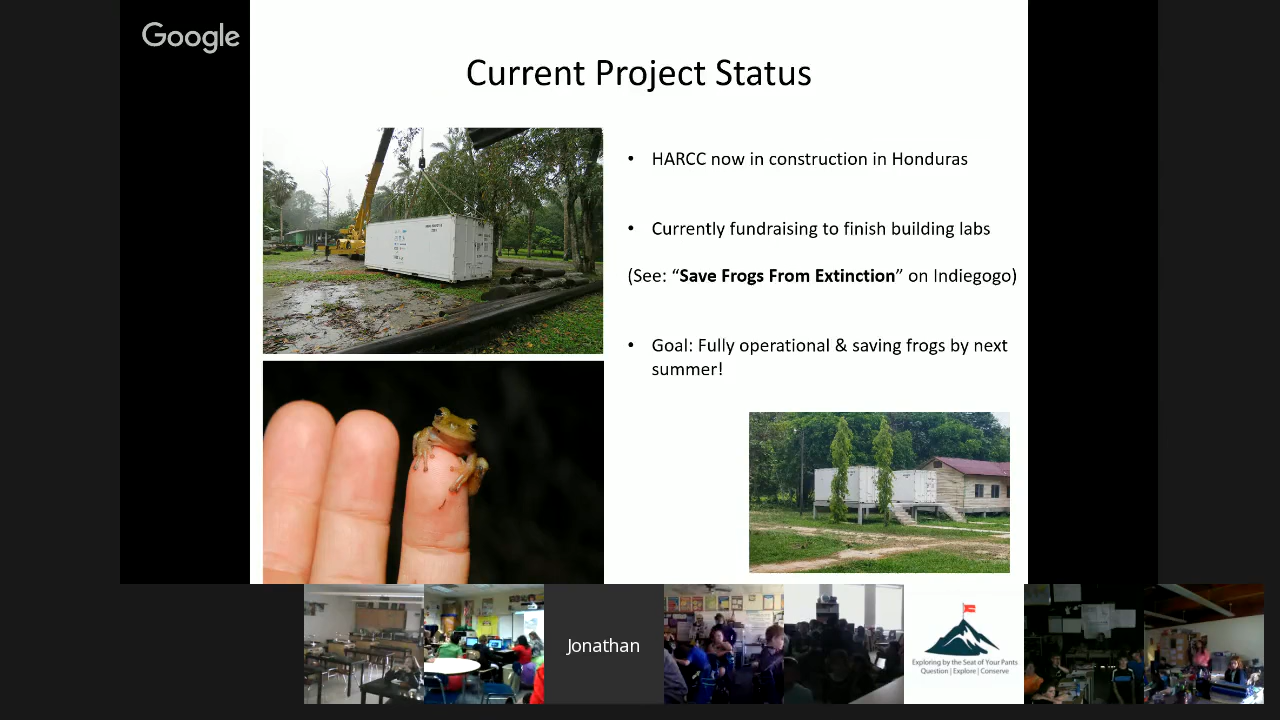 Google
Current Project Status
• HARCC now in construction in Honduras
• Currently fundraising to finish building labs
(See: “Save Frogs From Extinction” on Indiegogo)
• Goal: Fully operational & saving frogs by next
summer!
Jonathan
Exploring by the Seat of Your Pants
Question | Explore | Conserve